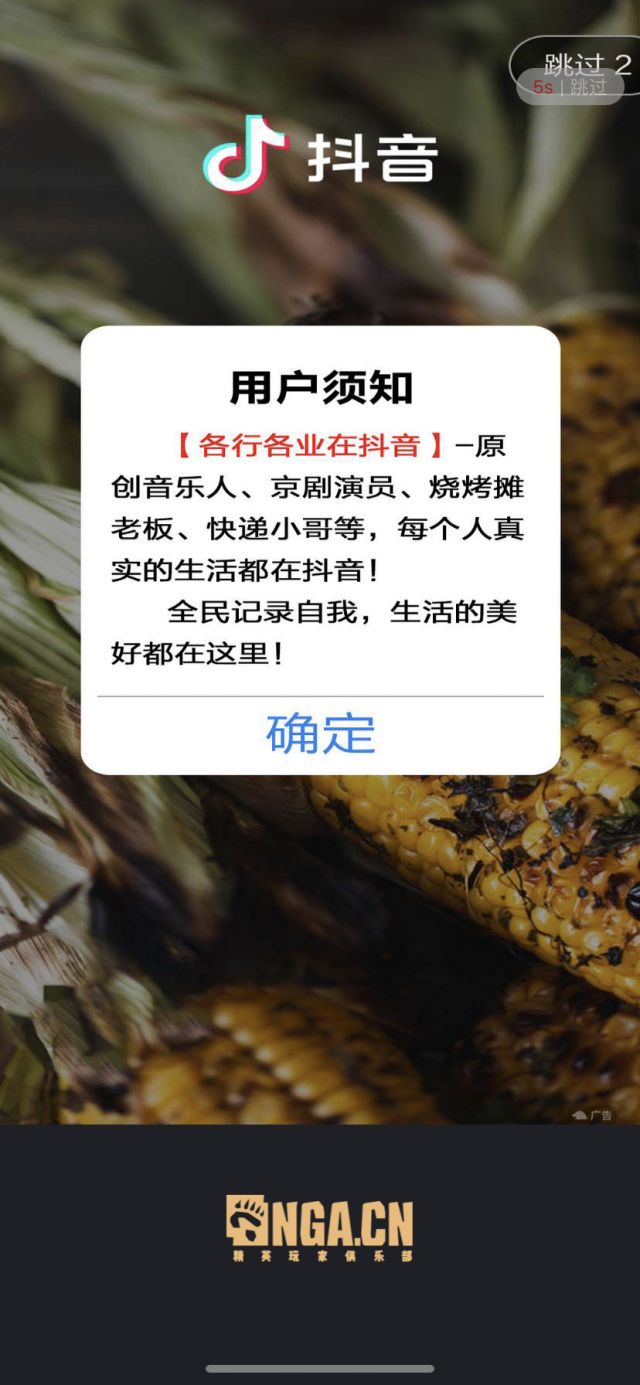 跳过 2
5s | 跳过
抖音
用户须知
【各行各业在抖音】-原
创音乐人、京剧演员、烧烤摊
老板、快递小哥等，每个人真
实的生活都在抖音！
全民记录自我，生活的美
好都在这里！
确定
广告
NGA.CN
精英玩家俱乐部